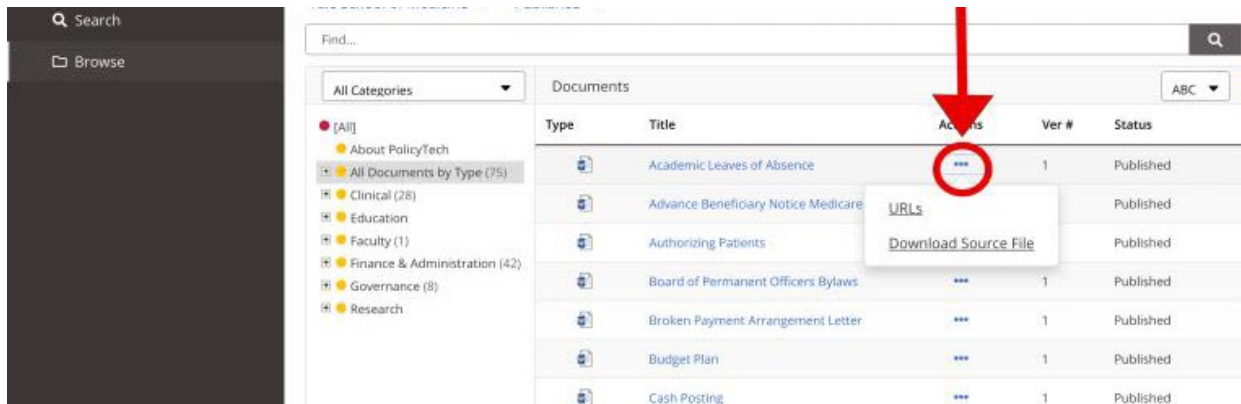 Search
Browse
Find...
All Categories
Documents
ABC
[All]
About PolicyTech
All Documents by Type (75)
Clinical (28)
Education
Faculty (1)
Finance & Administration (42)
Governance (8)
Research
Type Title Ver # Status
Academic Leaves of Absence ••• 1 Published
Advance Beneficiary Notice Medicare Published
Authorizing Patients Published
Board of Permanent Officers Bylaws ••• 1 Published
Broken Payment Arrangement Letter ••• 1 Published
Budget Plan ••• 1 Published
Cash Posting ••• 1 Published
URLs
Download Source File